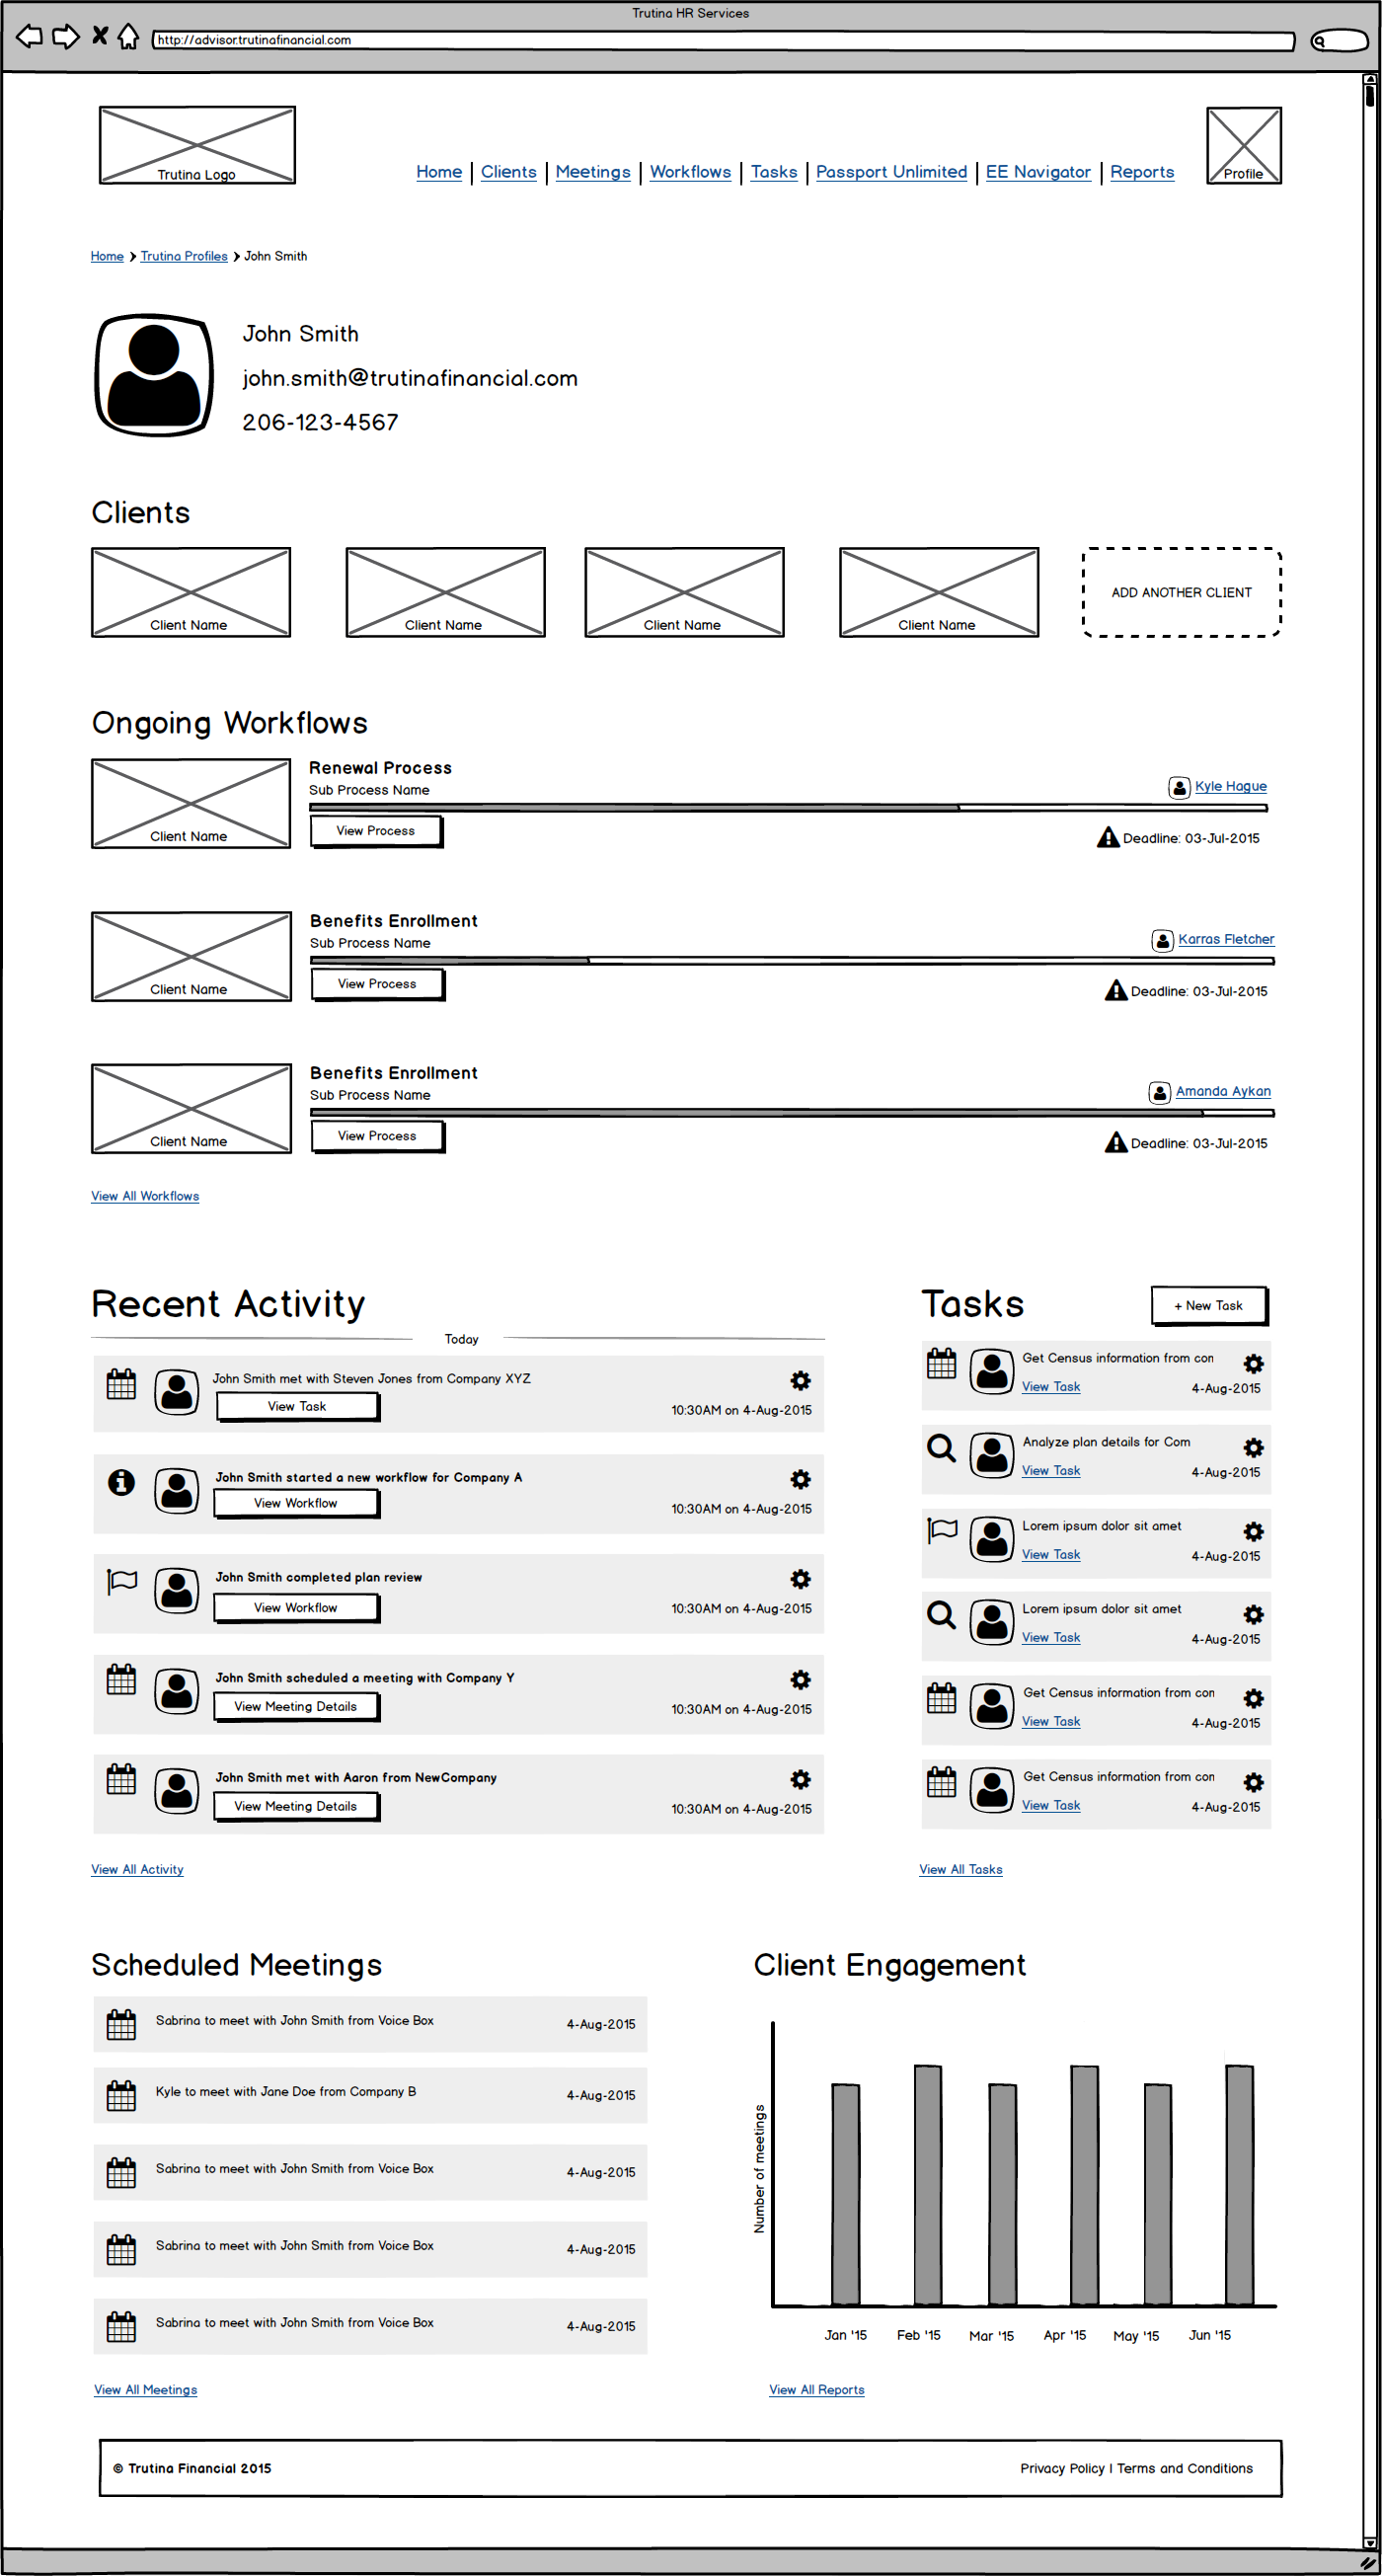 Trutina HR Services
http://advisor.trutinafinancial.com
Trutina Logo
Home | Clients | Meetings | Workflows | Tasks | Passport Unlimited | EE Navigator | Reports
Profile
Home > Trutina Profiles > John Smith
John Smith
john.smith@trutinafinancial.com
206-123-4567
Clients
Client Name
Client Name
Client Name
Client Name
ADD ANOTHER CLIENT
Ongoing Workflows
Client Name
Renewal Process
Sub Process Name
Kyle Hague
View Process
Deadline: 03-Jul-2015
Client Name
Benefits Enrollment
Sub Process Name
Karras Fletcher
View Process
Deadline: 03-Jul-2015
Client Name
Benefits Enrollment
Sub Process Name
Amanda Aykan
View Process
Deadline: 03-Jul-2015
View All Workflows
Recent Activity
Today
John Smith met with Steven Jones from Company XYZ
View Task
10:30AM on 4-Aug-2015
John Smith started a new workflow for Company A
View Workflow
10:30AM on 4-Aug-2015
John Smith completed plan review
View Workflow
10:30AM on 4-Aug-2015
John Smith scheduled a meeting with Company Y
View Meeting Details
10:30AM on 4-Aug-2015
John Smith met with Aaron from NewCompany
View Meeting Details
10:30AM on 4-Aug-2015
View All Activity
Tasks
+ New Task
Get Census information from con
View Task
4-Aug-2015
Analyze plan details for Com
View Task
4-Aug-2015
Lorem ipsum dolor sit amet
View Task
4-Aug-2015
Lorem ipsum dolor sit amet
View Task
4-Aug-2015
Get Census information from con
View Task
4-Aug-2015
Get Census information from con
View Task
4-Aug-2015
View All Tasks
Scheduled Meetings
Sabrina to meet with John Smith from Voice Box
4-Aug-2015
Kyle to meet with Jane Doe from Company B
4-Aug-2015
Sabrina to meet with John Smith from Voice Box
4-Aug-2015
Sabrina to meet with John Smith from Voice Box
4-Aug-2015
Sabrina to meet with John Smith from Voice Box
4-Aug-2015
View All Meetings
Client Engagement
Number of meetings
Jan '15 Feb '15 Mar '15 Apr '15 May '15 Jun '15
View All Reports
© Trutina Financial 2015
Privacy Policy | Terms and Conditions